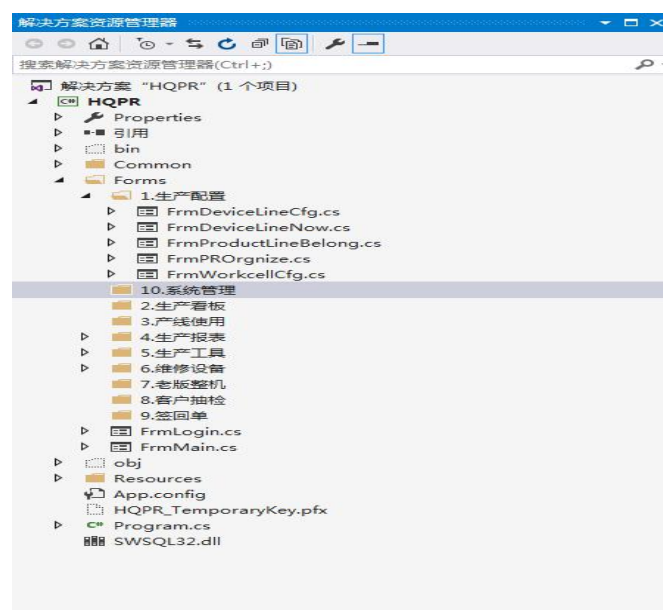 解决方案资源管理器
搜索解决方案资源管理器(Ctrl+;)
解决方案 "HQPR" (1 个项目)
C# HQPR
Properties
引用
bin
Common
Forms
1.生产配置
FrmDeviceLineCfg.cs
FrmDeviceLineNow.cs
FrmProductLineBelong.cs
FrmPROrgnize.cs
FrmWorkcellCfg.cs
10.系统管理
2.生产看板
3.产线使用
4.生产报表
5.生产工具
6.维修设备
7.老版整机
8.客户抽检
9.签回单
FrmLogin.cs
FrmMain.cs
obj
Resources
App.config
HQPR_TemporaryKey.pfx
C# Program.cs
SWSQL32.dll